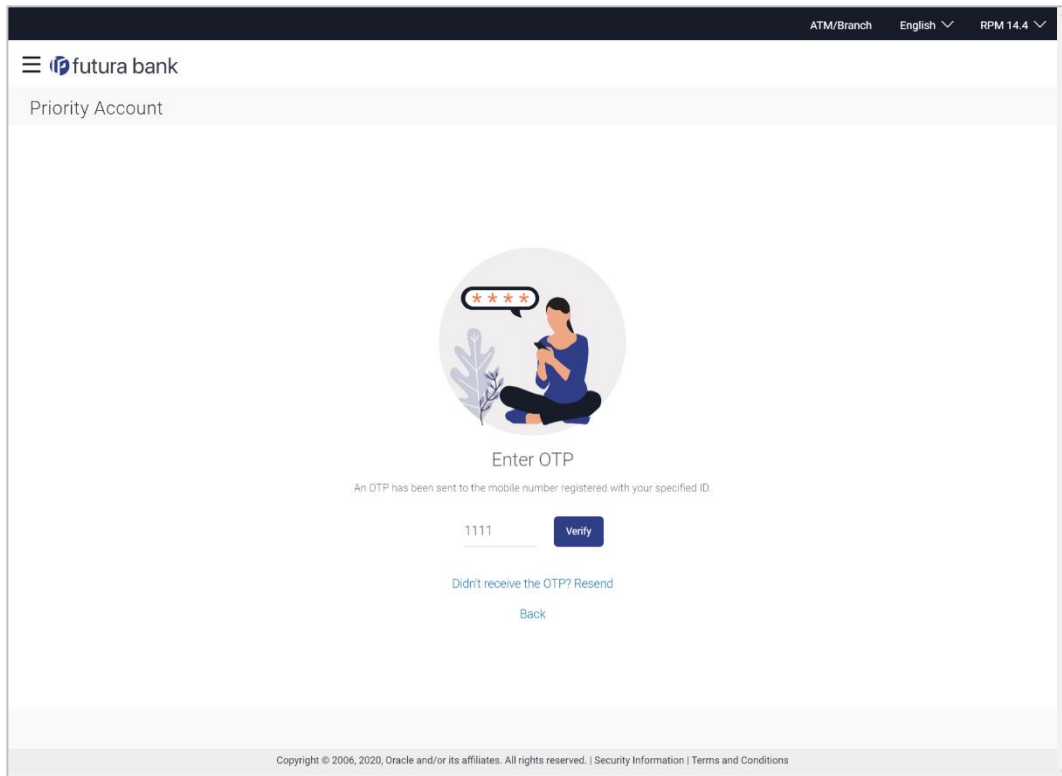 ATM/Branch English RPM 14.4
futura bank
Priority Account
****
Enter OTP
An OTP has been sent to the mobile number registered with your specified ID.
1111 Verify
Didn't receive the OTP? Resend
Back
Copyright © 2006, 2020, Oracle and/or its affiliates. All rights reserved. | Security Information | Terms and Conditions